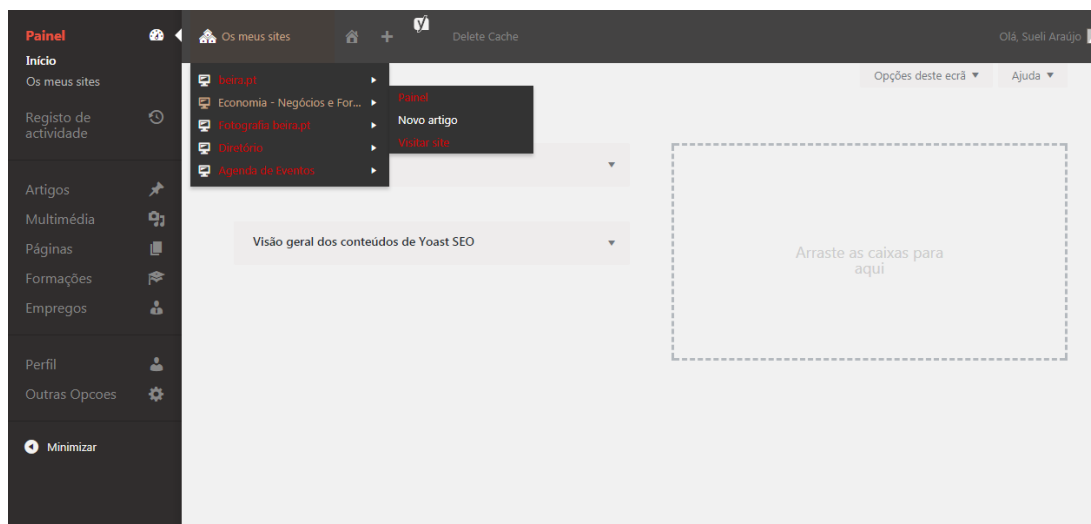 Painel
Início
Os meus sites
Registo de
actividade
Artigos
Multimédia
Páginas
Formações
Empregos
Perfil
Outras Opcoes
Minimizar
Os meus sites
Delete Cache
Olá, Sueli Araújo
beira.pt
Economia - Negócios e For...
Fotografia beira.pt
Diretório
Agenda de Eventos
Painel
Novo artigo
Visitar site
Opções deste ecrã
Ajuda
Visão geral dos conteúdos de Yoast SEO
Arraste as caixas para
aqui